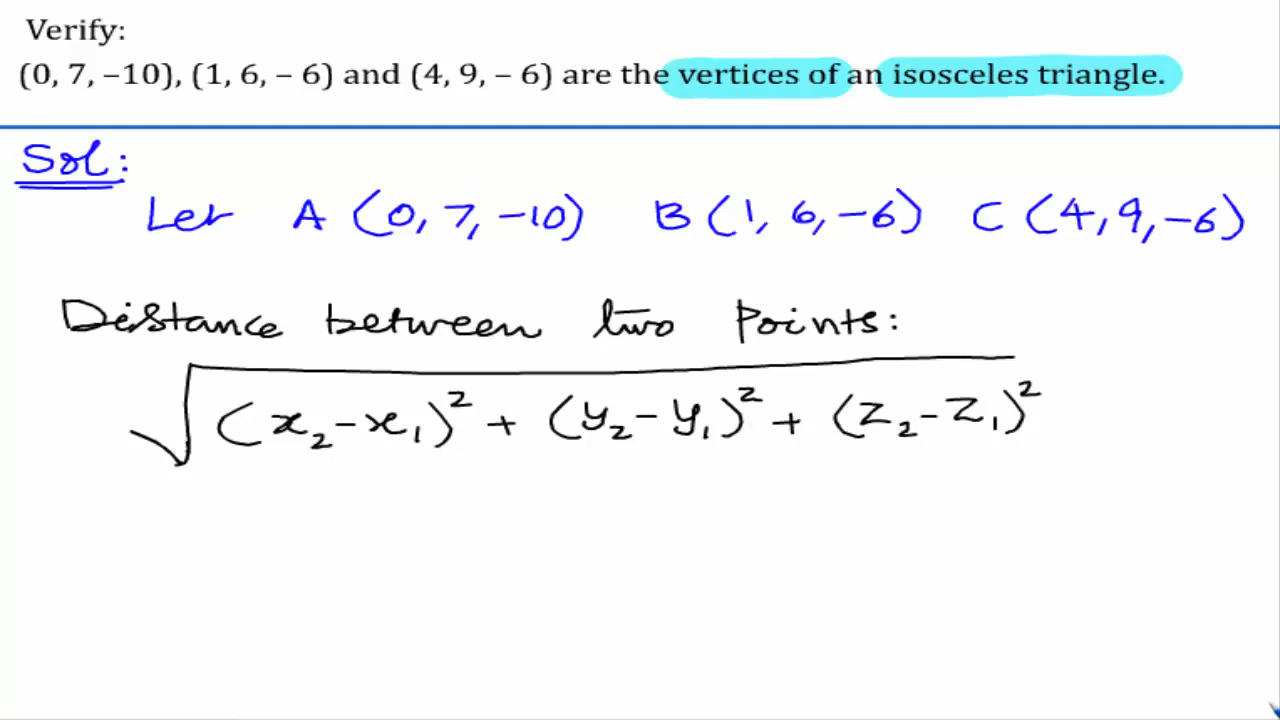 Verify:
(0, 7, –10), (1, 6, – 6) and (4, 9, – 6) are the vertices of an isosceles triangle.
Sol:
Let A (0, 7, -10) B (1, 6, -6) C (4, 9, -6)
Distance between two Points:
√(x₂-x₁)² + (y₂-y₁)² + (z₂-z₁)²